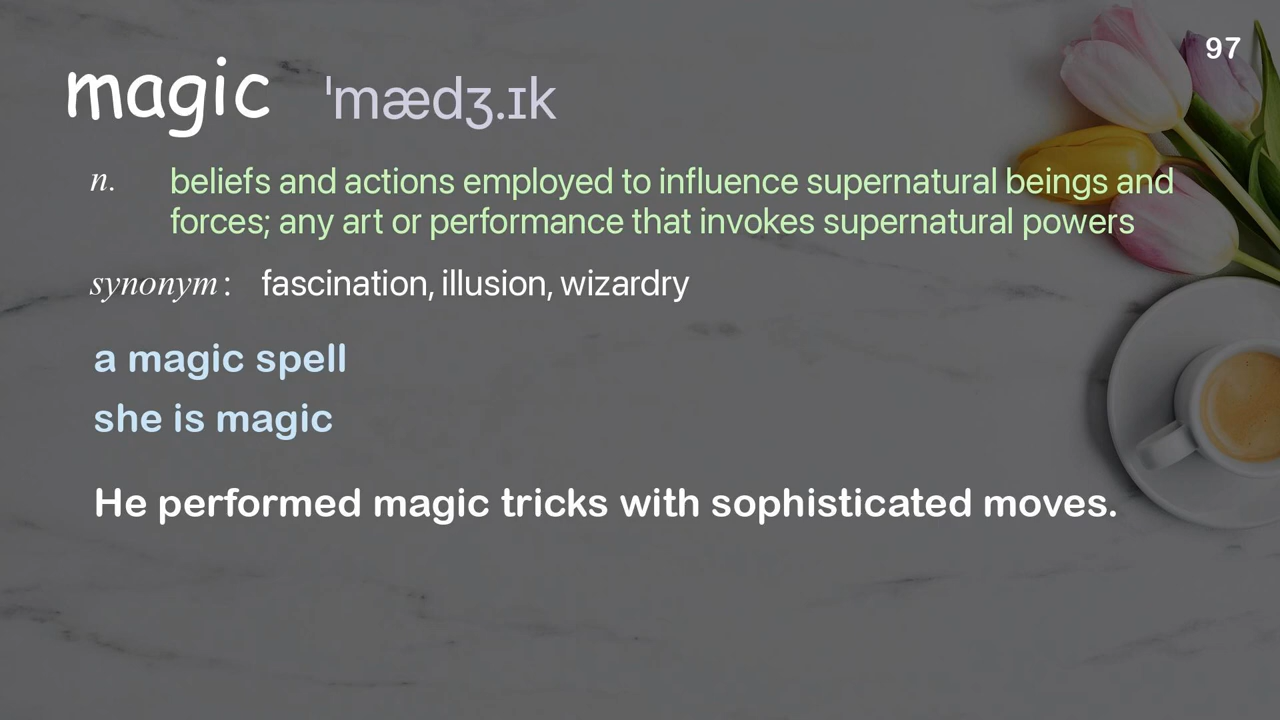 97
magic ˈmædʒ.ɪk
n. beliefs and actions employed to influence supernatural beings and
forces; any art or performance that invokes supernatural powers
synonym: fascination, illusion, wizardry
a magic spell
she is magic
He performed magic tricks with sophisticated moves.